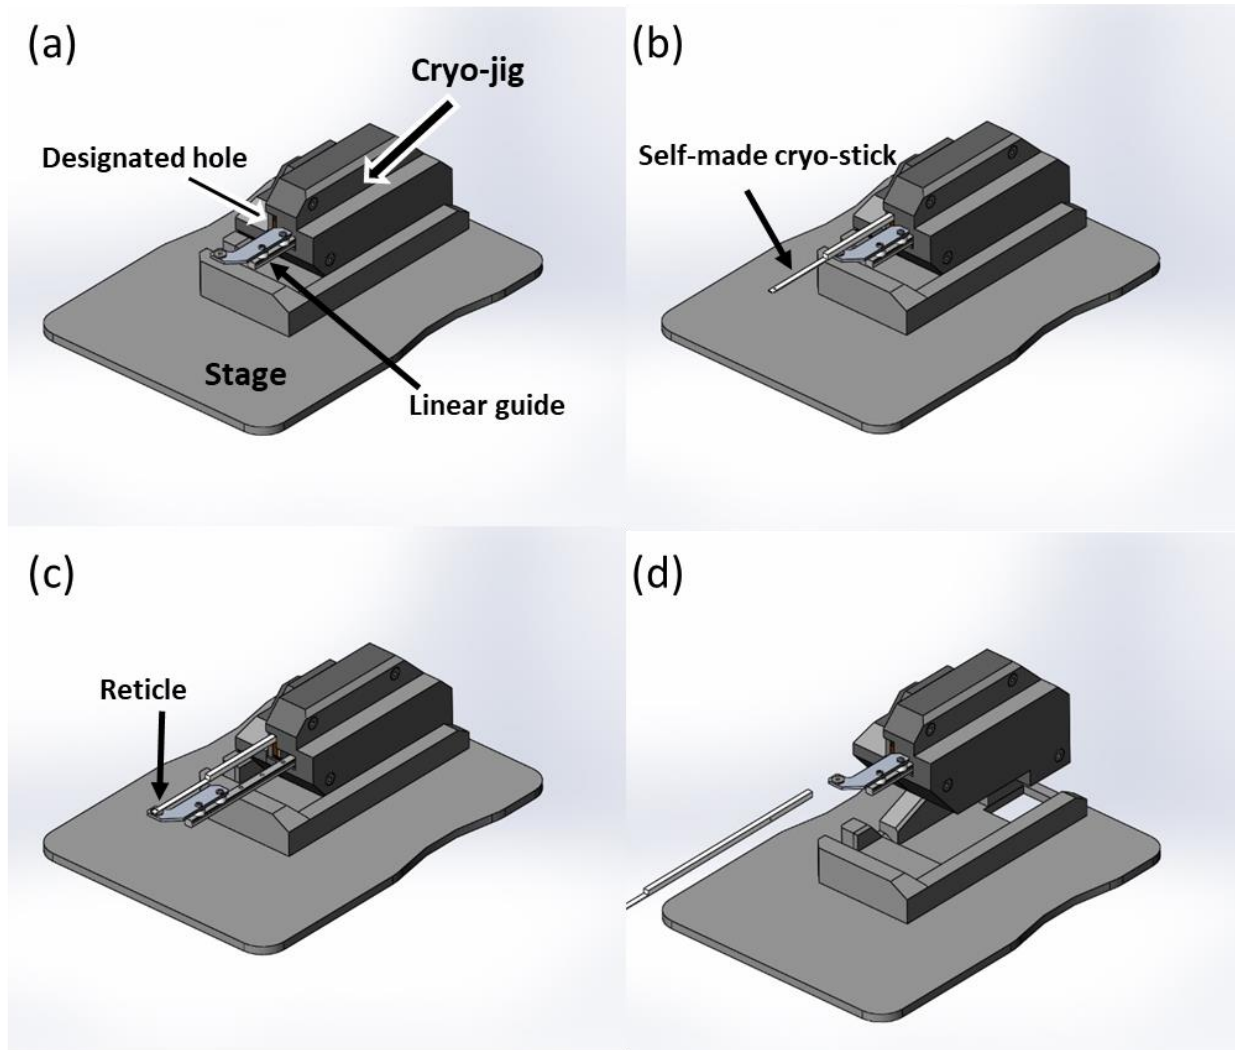 (a)
Cryo-jig
Designated hole
Stage
Linear guide
(b)
Self-made cryo-stick
(c)
Reticle
(d)